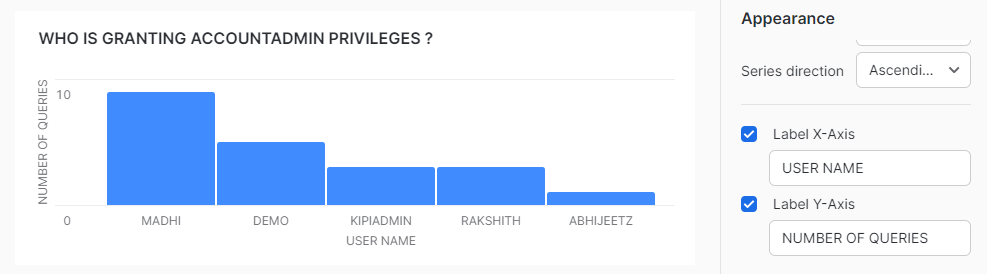 WHO IS GRANTING ACCOUNTADMIN PRIVILEGES ?
NUMBER OF QUERIES
10
0
MADHI DEMO KIPIADMIN RAKSHITH ABHIJEETZ
USER NAME
Appearance
Series direction Ascendi...
Label X-Axis
USER NAME
Label Y-Axis
NUMBER OF QUERIES